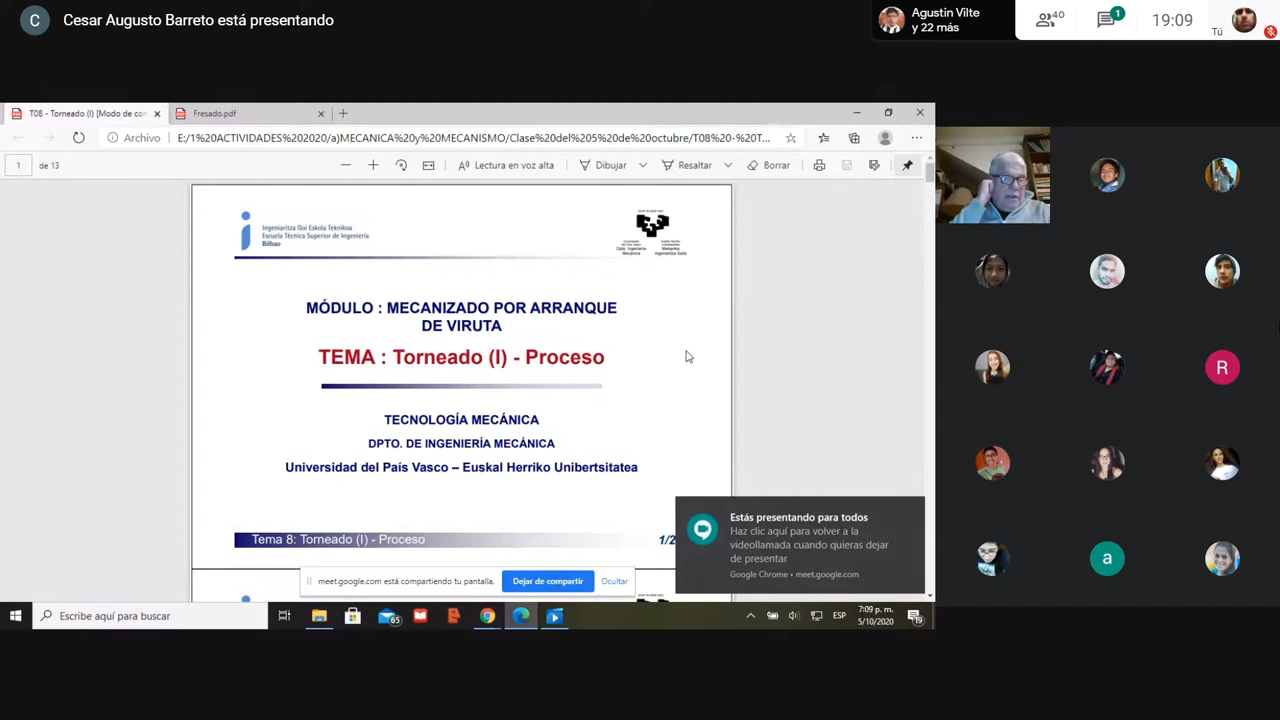 C
Cesar Augusto Barreto está presentando
Agustin Vilte
y 22 más
40
1
19:09
Tú
T08 - Torneado (I) [Modo de con
Fresado.pdf
Archivo
E:/1%20ACTIVIDADES%202020/a)MECANICA%20y%20MECANISMO/Clase%20del%205%20de%20octubre/T08%20-%20T...
1
de 13
Lectura en voz alta
Dibujar
Resaltar
Borrar
Ingeniaritza Goi Eskola Teknikoa
Escuela Técnica Superior de Ingeniería
Bilbao
MÓDULO : MECANIZADO POR ARRANQUE
DE VIRUTA
TEMA : Torneado (I) - Proceso
TECNOLOGÍA MECÁNICA
DPTO. DE INGENIERÍA MECÁNICA
Universidad del País Vasco – Euskal Herriko Unibertsitatea
Tema 8: Torneado (I) - Proceso
1/2
Estás presentando para todos
Haz clic aquí para volver a la
videollamada cuando quieras dejar
de presentar
Google Chrome • meet.google.com
meet.google.com está compartiendo tu pantalla.
Dejar de compartir
Ocultar
Escribe aquí para buscar
65
ESP
7:09 p. m.
5/10/2020
19
R
a